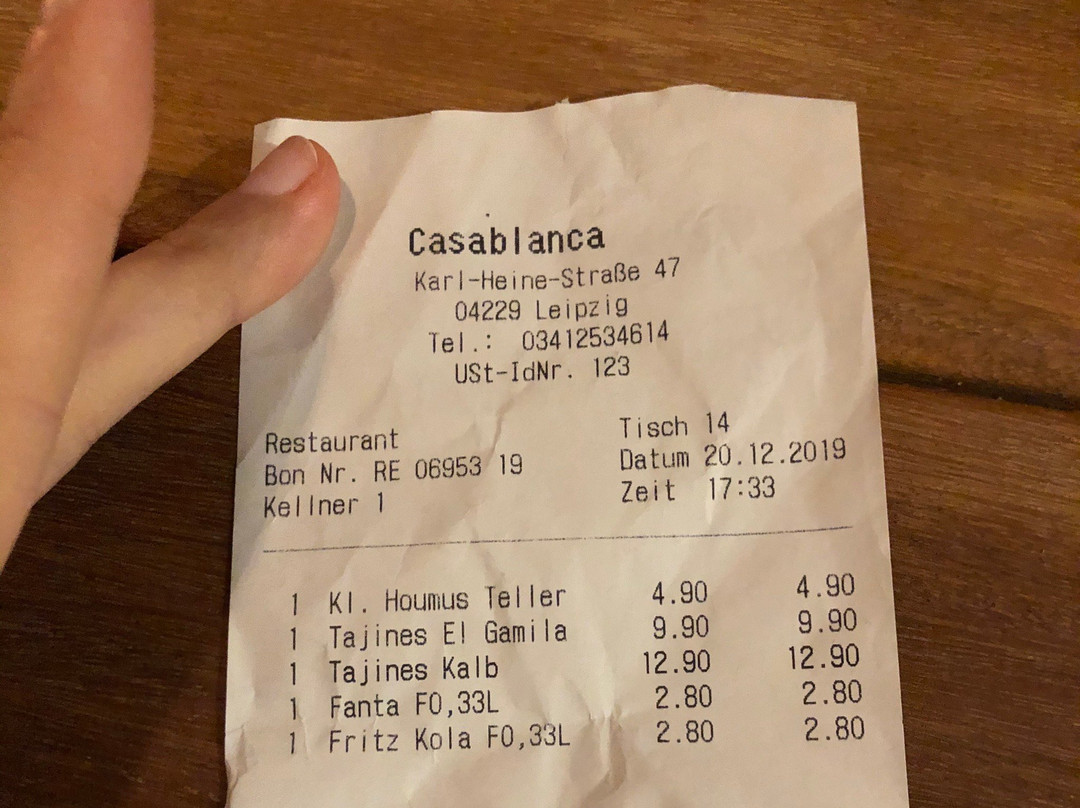 Casablanca
Karl-Heine-Straße 47
04229 Leipzig
Tel.: 03412534614
USt-IdNr. 123
Restaurant Tisch 14
Bon Nr. RE 06953 19 Datum 20.12.2019
Kellner 1 Zeit 17:33
1 Kl. Houmus Teller 4.90 4.90
1 Tajines El Gamila 9.90 9.90
1 Tajines Kalb 12.90 12.90
1 Fanta F0,33L 2.80 2.80
1 Fritz Kola F0,33L 2.80 2.80